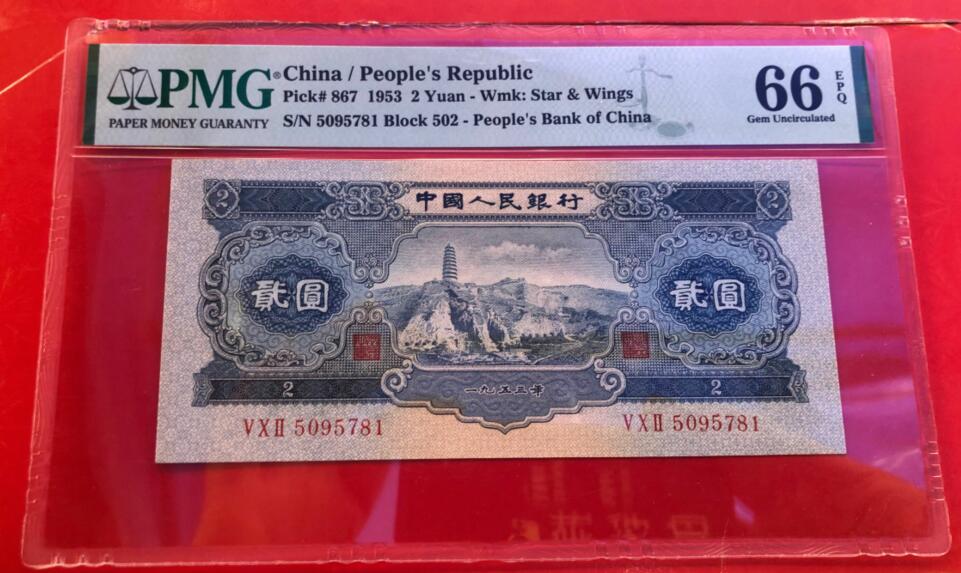 PMG®
PAPER MONEY GUARANTY
China / People's Republic
Pick# 867 1953 2 Yuan - Wmk: Star & Wings
S/N 5095781 Block 502 - People's Bank of China
66 EPQ
Gem Uncirculated
2 中國人民銀行 2
貳圓 貳圓
2 一九五三年 2
VXII 5095781 VXII 5095781